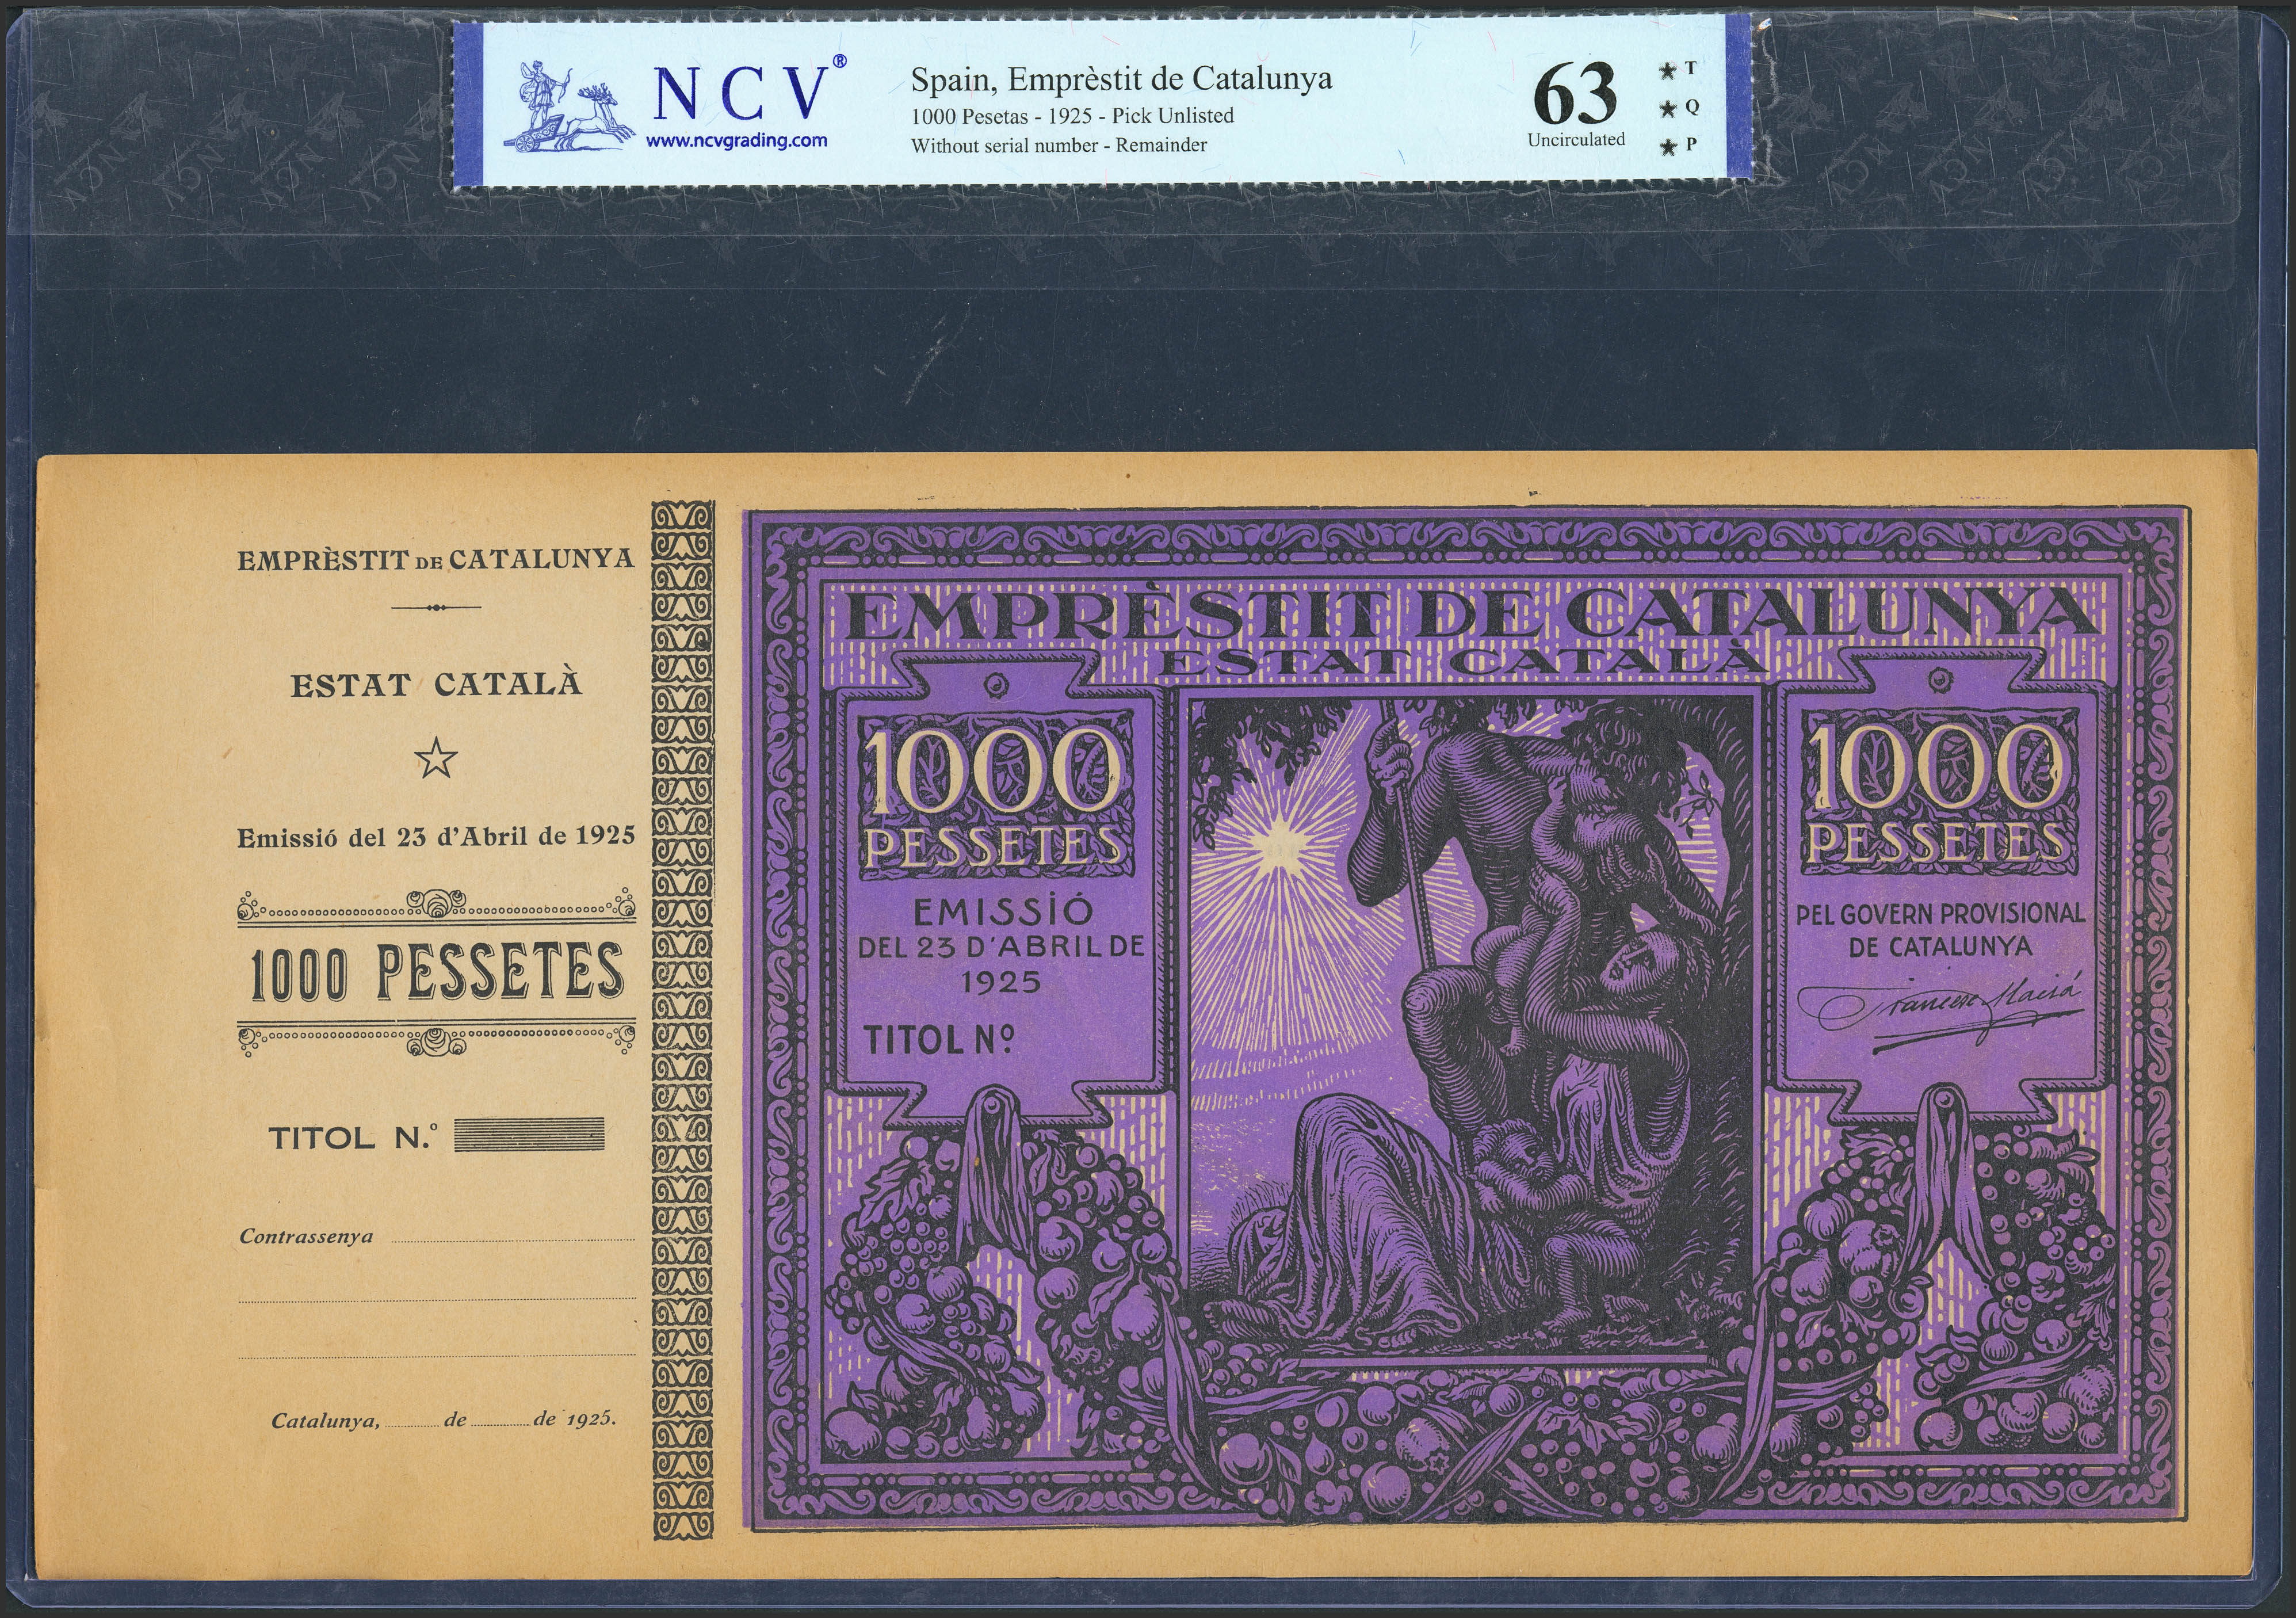 NCV®
www.ncvgrading.com
Spain, Emprèstit de Catalunya
1000 Pesetas - 1925 - Pick Unlisted
Without serial number - Remainder
63
Uncirculated
★ T
★ Q
★ P
EMPRÈSTIT DE CATALUNYA
ESTAT CATALÀ
Emissió del 23 d'Abril de 1925
1000 PESSETES
TITOL N.º
Contrassenya
Catalunya, de de 1925.
EMPRÈSTIT DE CATALUNYA
ESTAT CATALÀ
1000
PESSETES
EMISSIÓ
DEL 23 D'ABRIL DE
1925
TITOL Nº
1000
PESSETES
PEL GOVERN PROVISIONAL
DE CATALUNYA
Francesc Macià